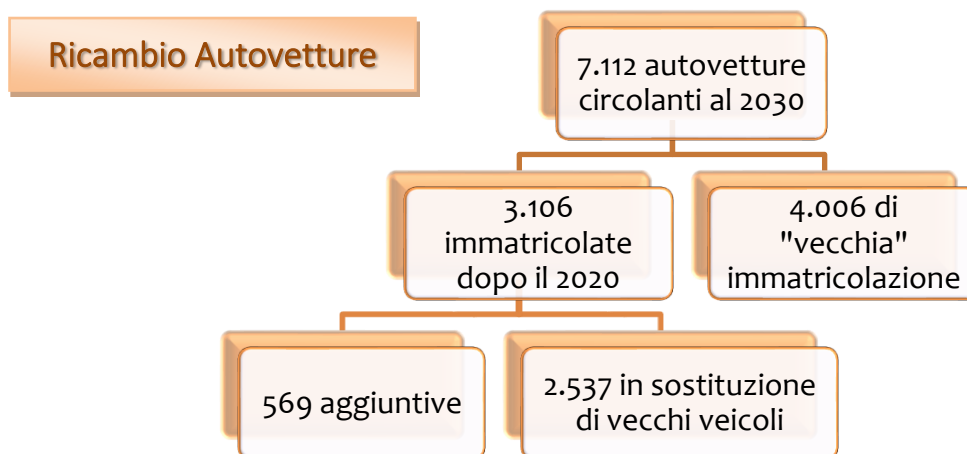 Ricambio Autovetture
7.112 autovetture
circolanti al 2030
3.106
immatricolate
dopo il 2020
4.006 di
"vecchia"
immatricolazione
569 aggiuntive
2.537 in sostituzione
di vecchi veicoli